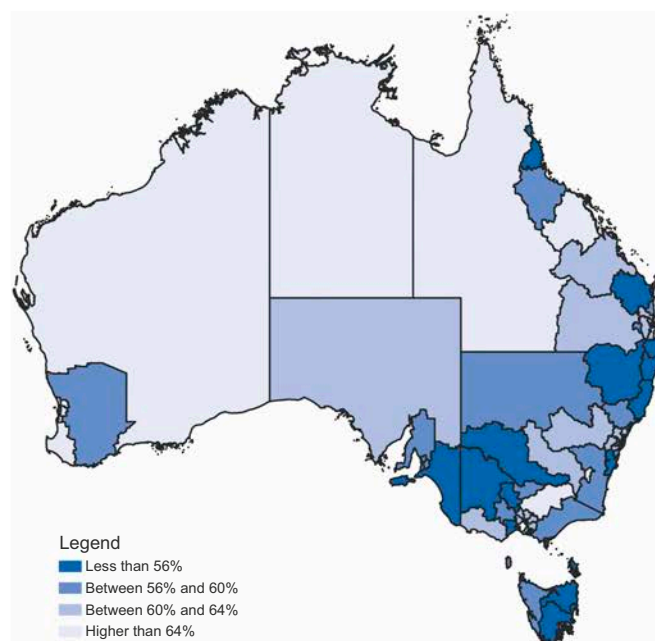 Legend
Less than 56%
Between 56% and 60%
Between 60% and 64%
Higher than 64%